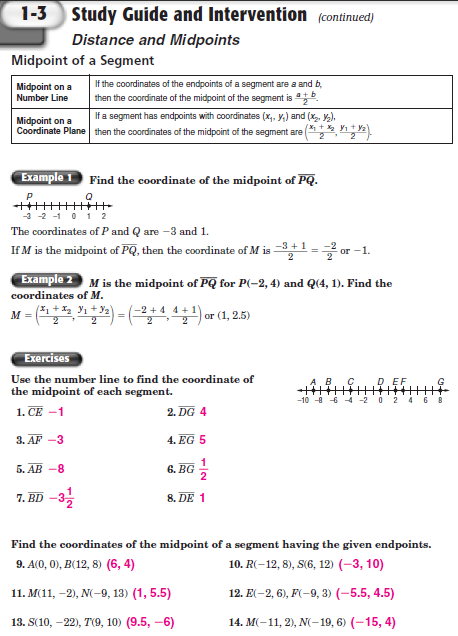 1-3 Study Guide and Intervention (continued)
Distance and Midpoints
Midpoint of a Segment
Midpoint on a Number Line
If the coordinates of the endpoints of a segment are a and b,
then the coordinate of the midpoint of the segment is (a + b)/2.
Midpoint on a Coordinate Plane
If a segment has endpoints with coordinates (x₁, y₁) and (x₂, y₂),
then the coordinates of the midpoint of the segment are ((x₁ + x₂)/2, (y₁ + y₂)/2).
Example 1 Find the coordinate of the midpoint of PQ.
P Q
-3 -2 -1 0 1 2
The coordinates of P and Q are −3 and 1.
If M is the midpoint of PQ, then the coordinate of M is (−3 + 1)/2 = −2/2 or −1.
Example 2 M is the midpoint of PQ for P(−2, 4) and Q(4, 1). Find the
coordinates of M.
M = ((x₁ + x₂)/2, (y₁ + y₂)/2) = ((−2 + 4)/2, (4 + 1)/2) or (1, 2.5)
Exercises
Use the number line to find the coordinate of
the midpoint of each segment.
A B C D E F G
-10 -8 -6 -4 -2 0 2 4 6 8
1. CE −1 2. DG 4
3. AF −3 4. EG 5
5. AB −8 6. BG 1/2
7. BD −3 1/2 8. DE 1
Find the coordinates of the midpoint of a segment having the given endpoints.
9. A(0, 0), B(12, 8) (6, 4) 10. R(−12, 8), S(6, 12) (−3, 10)
11. M(11, −2), N(−9, 13) (1, 5.5) 12. E(−2, 6), F(−9, 3) (−5.5, 4.5)
13. S(10, −22), T(9, 10) (9.5, −6) 14. M(−11, 2), N(−19, 6) (−15, 4)